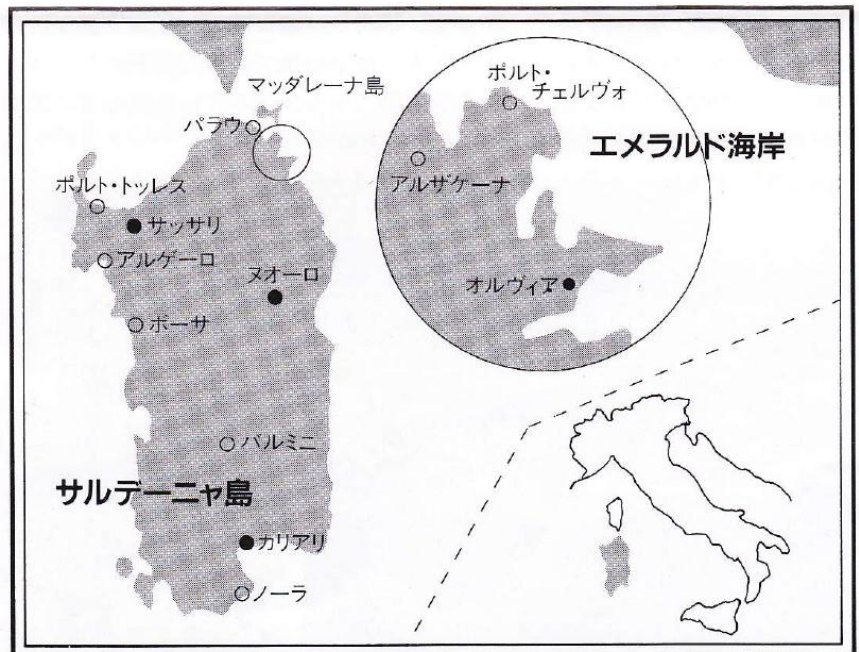 マッダレーナ島
パラウ
ポルト・トッレス
サッサリ
アルゲーロ
ヌオーロ
ボーサ
バルミニ
サルデーニャ島
カリアリ
ノーラ
ポルト・
チェルヴォ
エメラルド海岸
アルザケーナ
オルヴィア